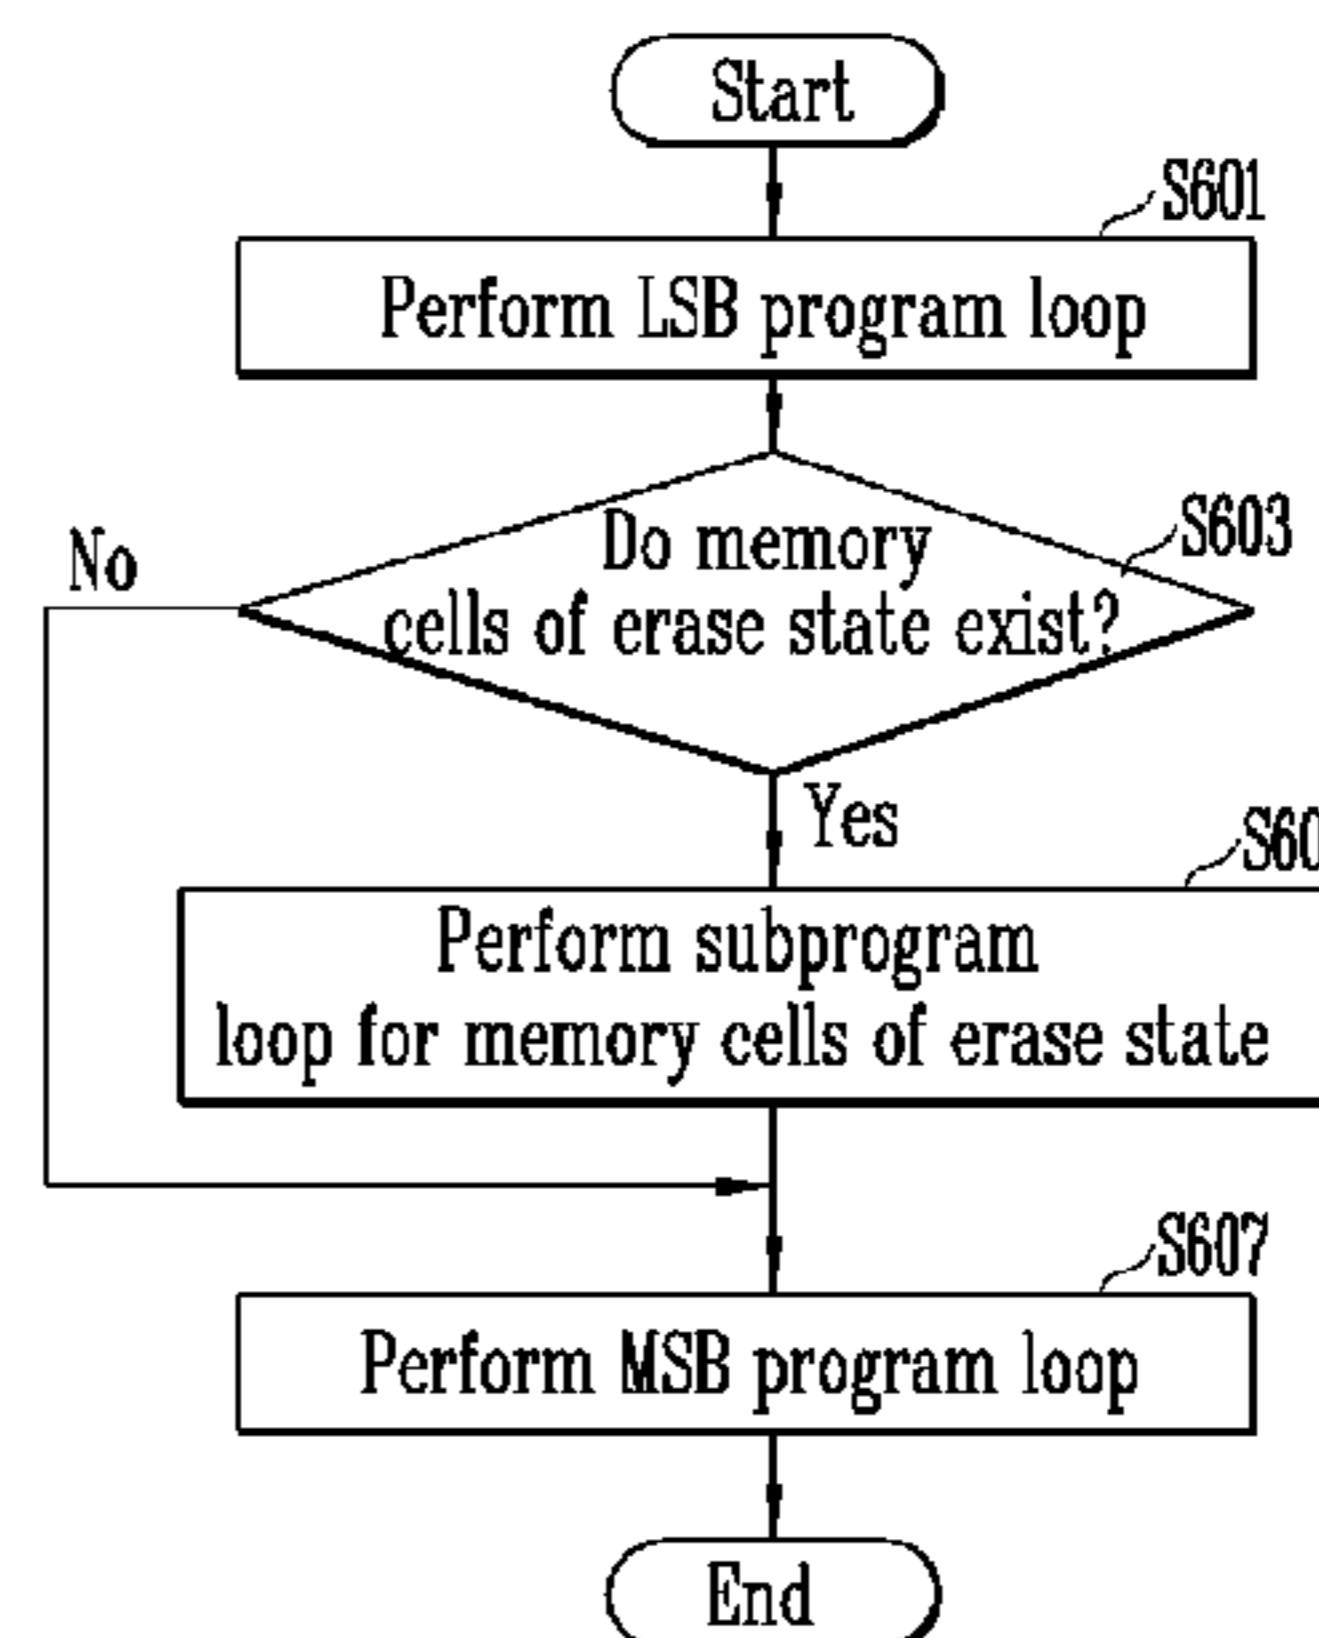 Start
S601
Perform LSB program loop
S603
Do memory
cells of erase state exist?
No
Yes
Perform subprogram
loop for memory cells of erase state
S607
Perform MSB program loop
End